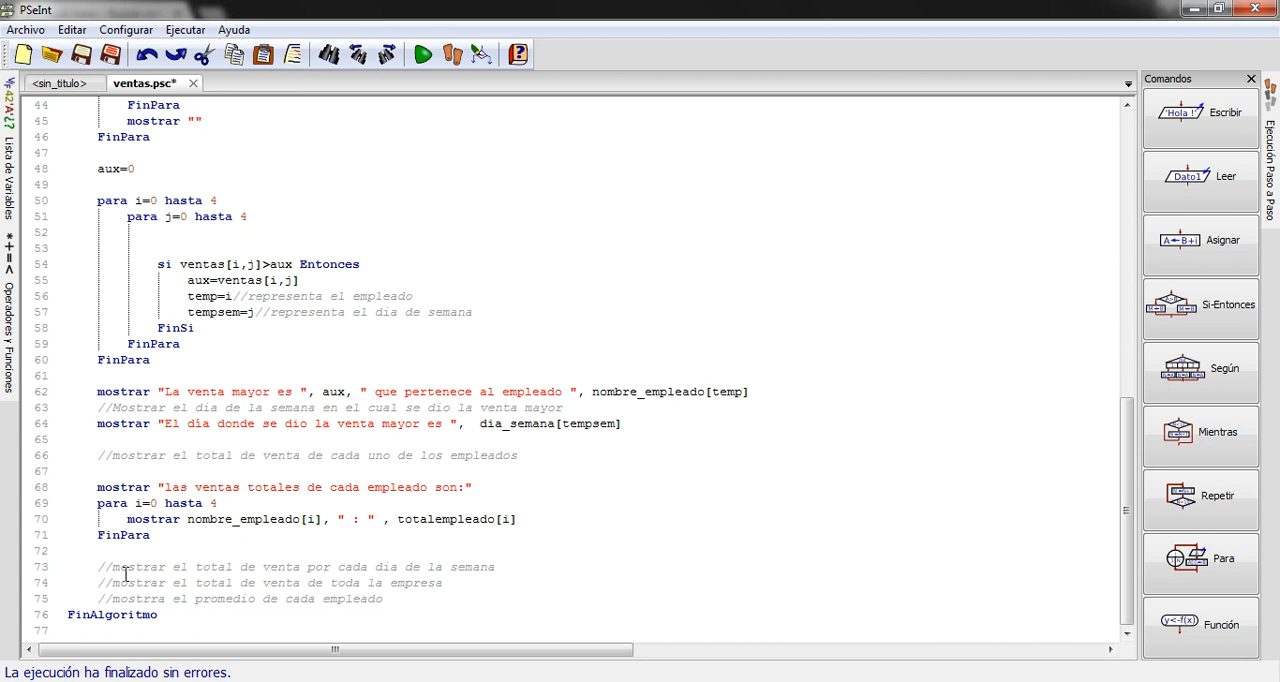 PSeInt
Archivo Editar Configurar Ejecutar Ayuda
<sin_titulo> ventas.psc*
Comandos
44 FinPara
45 mostrar ""
46 FinPara
47
48 aux=0
49
50 para i=0 hasta 4
51 para j=0 hasta 4
52
53
54 si ventas[i,j]>aux Entonces
55 aux=ventas[i,j]
56 temp=i//representa el empleado
57 tempsem=j//representa el dia de semana
58 FinSi
59 FinPara
60 FinPara
61
62 mostrar "La venta mayor es ", aux, " que pertenece al empleado ", nombre_empleado[temp]
63 //Mostrar el dia de la semana en el cual se dio la venta mayor
64 mostrar "El día donde se dio la venta mayor es ",  dia_semana[tempsem]
65
66 //mostrar el total de venta de cada uno de los empleados
67
68 mostrar "las ventas totales de cada empleado son:"
69 para i=0 hasta 4
70 mostrar nombre_empleado[i], " : " , totalempleado[i]
71 FinPara
72
73 //mostrar el total de venta por cada dia de la semana
74 //mostrar el total de venta de toda la empresa
75 //mostrra el promedio de cada empleado
76 FinAlgoritmo
77
Lista de Variables
*+=< Operadores y Funciones
'Hola !' Escribir
Dato1 Leer
A←B+i Asignar
Si-Entonces
Según
Mientras
Repetir
Para
y<-f(x) Función
Ejecución Paso a Paso
La ejecución ha finalizado sin errores.